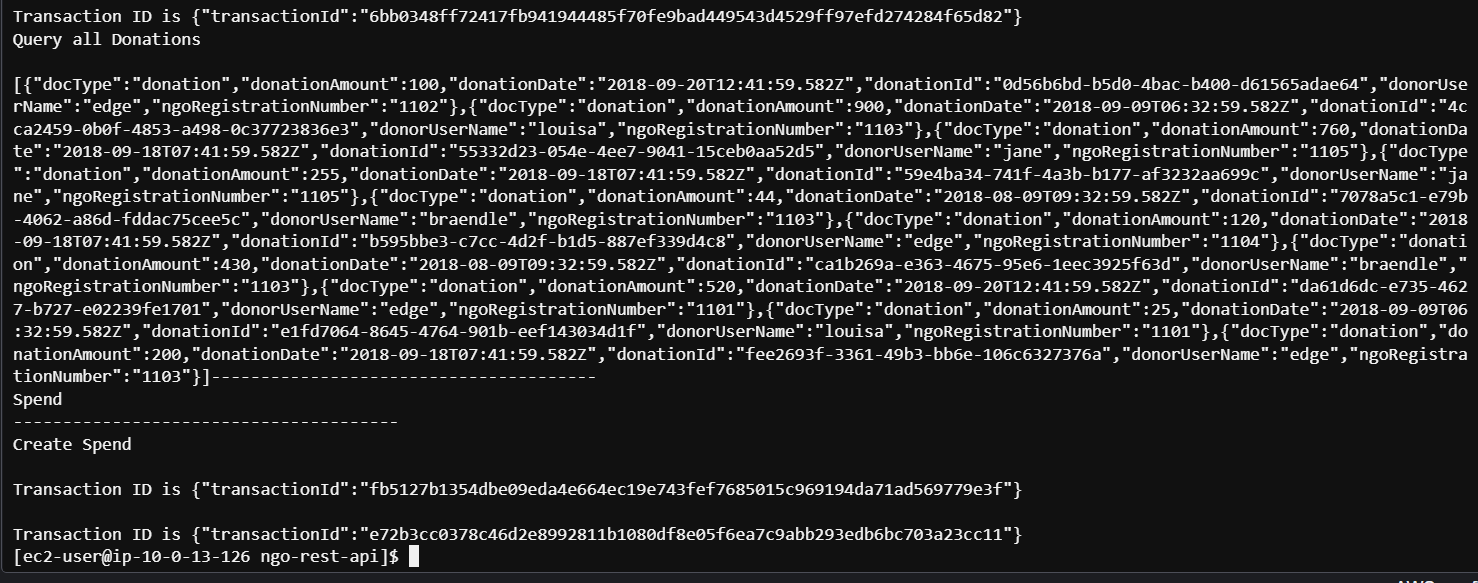 Transaction ID is {"transactionId":"6bb0348ff72417fb941944485f70fe9bad449543d4529ff97efd274284f65d82"}
Query all Donations
[{"docType":"donation","donationAmount":100,"donationDate":"2018-09-20T12:41:59.582Z","donationId":"0d56b6bd-b5d0-4bac-b400-d61565adae64","donorUse
rName":"edge","ngoRegistrationNumber":"1102"},{"docType":"donation","donationAmount":900,"donationDate":"2018-09-09T06:32:59.582Z","donationId":"4c
ca2459-0b0f-4853-a498-0c37723836e3","donorUserName":"louisa","ngoRegistrationNumber":"1103"},{"docType":"donation","donationAmount":760,"donationDa
te":"2018-09-18T07:41:59.582Z","donationId":"55332d23-054e-4ee7-9041-15ceb0aa52d5","donorUserName":"jane","ngoRegistrationNumber":"1105"},{"docType
":"donation","donationAmount":255,"donationDate":"2018-09-18T07:41:59.582Z","donationId":"59e4ba34-741f-4a3b-b177-af3232aa699c","donorUserName":"ja
ne","ngoRegistrationNumber":"1105"},{"docType":"donation","donationAmount":44,"donationDate":"2018-08-09T09:32:59.582Z","donationId":"7078a5c1-e79b
-4062-a86d-fddac75cee5c","donorUserName":"braendle","ngoRegistrationNumber":"1103"},{"docType":"donation","donationAmount":120,"donationDate":"2018
-09-18T07:41:59.582Z","donationId":"b595bbe3-c7cc-4d2f-b1d5-887ef339d4c8","donorUserName":"edge","ngoRegistrationNumber":"1104"},{"docType":"donati
on","donationAmount":430,"donationDate":"2018-08-09T09:32:59.582Z","donationId":"ca1b269a-e363-4675-95e6-1eec3925f63d","donorUserName":"braendle","
ngoRegistrationNumber":"1103"},{"docType":"donation","donationAmount":520,"donationDate":"2018-09-20T12:41:59.582Z","donationId":"da61d6dc-e735-462
7-b727-e02239fe1701","donorUserName":"edge","ngoRegistrationNumber":"1101"},{"docType":"donation","donationAmount":25,"donationDate":"2018-09-09T06
:32:59.582Z","donationId":"e1fd7064-8645-4764-901b-eef143034d1f","donorUserName":"louisa","ngoRegistrationNumber":"1101"},{"docType":"donation","do
nationAmount":200,"donationDate":"2018-09-18T07:41:59.582Z","donationId":"fee2693f-3361-49b3-bb6e-106c6327376a","donorUserName":"edge","ngoRegistra
tionNumber":"1103"}]---------------------------------------
Spend
---------------------------------------
Create Spend
Transaction ID is {"transactionId":"fb5127b1354dbe09eda4e664ec19e743fef7685015c969194da71ad569779e3f"}
Transaction ID is {"transactionId":"e72b3cc0378c46d2e8992811b1080df8e05f6ea7c9abb293edb6bc703a23cc11"}
[ec2-user@ip-10-0-13-126 ngo-rest-api]$